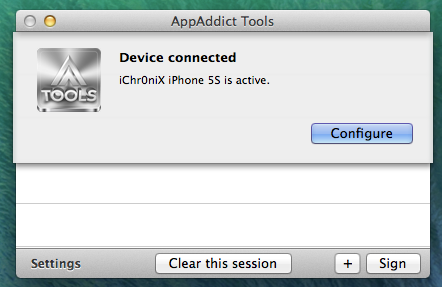 AppAddict Tools
TOOLS
Device connected
iChr0niX iPhone 5S is active.
Configure
Settings
Clear this session
+
Sign